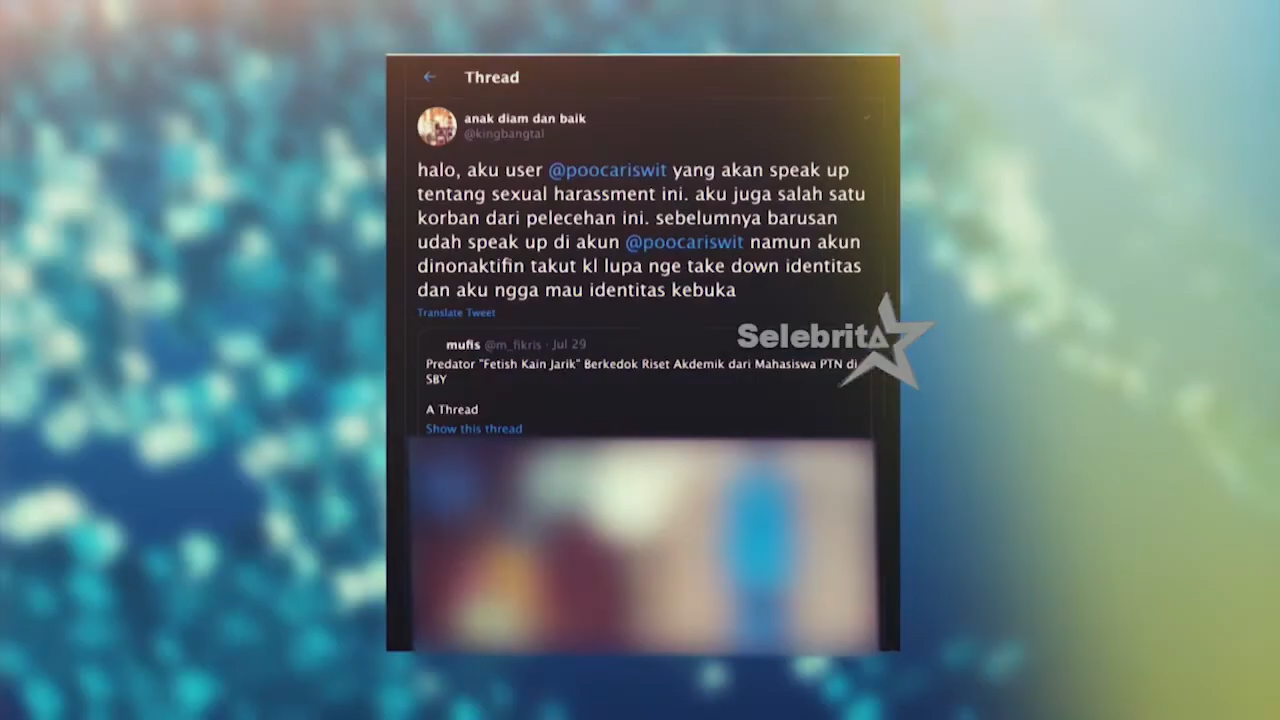 Thread
anak diam dan baik
@kingbangtal
halo, aku user @poocariswit yang akan speak up
tentang sexual harassment ini. aku juga salah satu
korban dari pelecehan ini. sebelumnya barusan
udah speak up di akun @poocariswit namun akun
dinonaktifin takut kl lupa nge take down identitas
dan aku ngga mau identitas kebuka
Translate Tweet
mufis @m_fikris · Jul 29
Predator "Fetish Kain Jarik" Berkedok Riset Akdemik dari Mahasiswa PTN di
SBY
A Thread
Show this thread
Selebrita